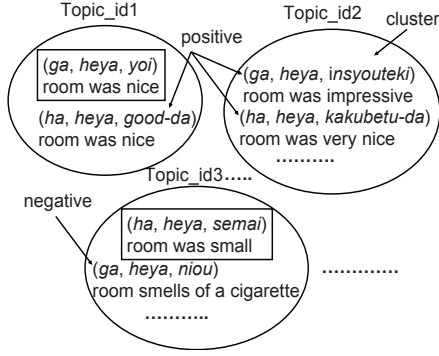 Topic_id1
Topic_id2
positive
cluster
(ga, heya, yoi)
room was nice
(ha, heya, good-da)
room was nice
(ga, heya, insyouteki)
room was impressive
(ha, heya, kakubetu-da)
room was very nice
..........
Topic_id3.....
negative
(ha, heya, semai)
room was small
(ga, heya, niou)
room smells of a cigarette
...........
.............